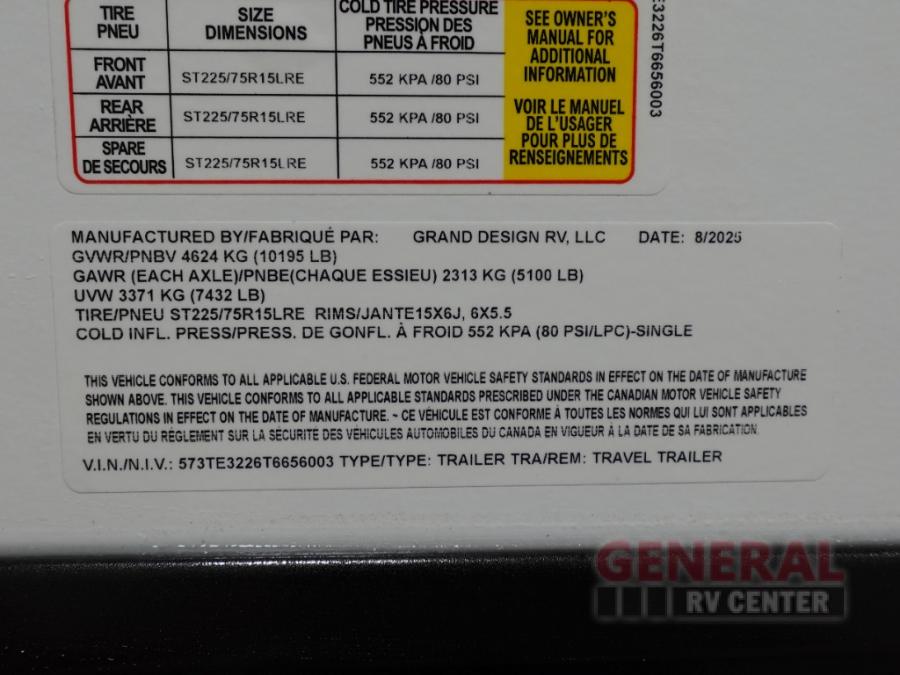 TIRE PNEU SIZE DIMENSIONS COLD TIRE PRESSURE PRESSION DES PNEUS À FROID
FRONT AVANT ST225/75R15LRE 552 KPA /80 PSI
REAR ARRIÈRE ST225/75R15LRE 552 KPA /80 PSI
SPARE DE SECOURS ST225/75R15LRE 552 KPA /80 PSI
SEE OWNER'S
MANUAL FOR
ADDITIONAL
INFORMATION
VOIR LE MANUEL
DE L'USAGER
POUR PLUS DE
RENSEIGNEMENTS
E3226T6656003
MANUFACTURED BY/FABRIQUÉ PAR: GRAND DESIGN RV, LLC DATE: 8/2025
GVWR/PNBV 4624 KG (10195 LB)
GAWR (EACH AXLE)/PNBE(CHAQUE ESSIEU) 2313 KG (5100 LB)
UVW 3371 KG (7432 LB)
TIRE/PNEU ST225/75R15LRE RIMS/JANTE15X6J, 6X5.5
COLD INFL. PRESS/PRESS. DE GONFL. À FROID 552 KPA (80 PSI/LPC)-SINGLE
THIS VEHICLE CONFORMS TO ALL APPLICABLE U.S. FEDERAL MOTOR VEHICLE SAFETY STANDARDS IN EFFECT ON THE DATE OF MANUFACTURE
SHOWN ABOVE. THIS VEHICLE CONFORMS TO ALL APPLICABLE STANDARDS PRESCRIBED UNDER THE CANADIAN MOTOR VEHICLE SAFETY
REGULATIONS IN EFFECT ON THE DATE OF MANUFACTURE. ~ CE VÉHICULE EST CONFORME À TOUTES LES NORMES QUI LUI SONT APPLICABLES
EN VERTU DU RÈGLEMENT SUR LA SÉCURITÉ DES VÉHICULES AUTOMOBILES DU CANADA EN VIGUEUR À LA DATE DE SA FABRICATION.
V.I.N./N.I.V.: 573TE3226T6656003 TYPE/TYPE: TRAILER TRA/REM: TRAVEL TRAILER
GENERAL
RV CENTER